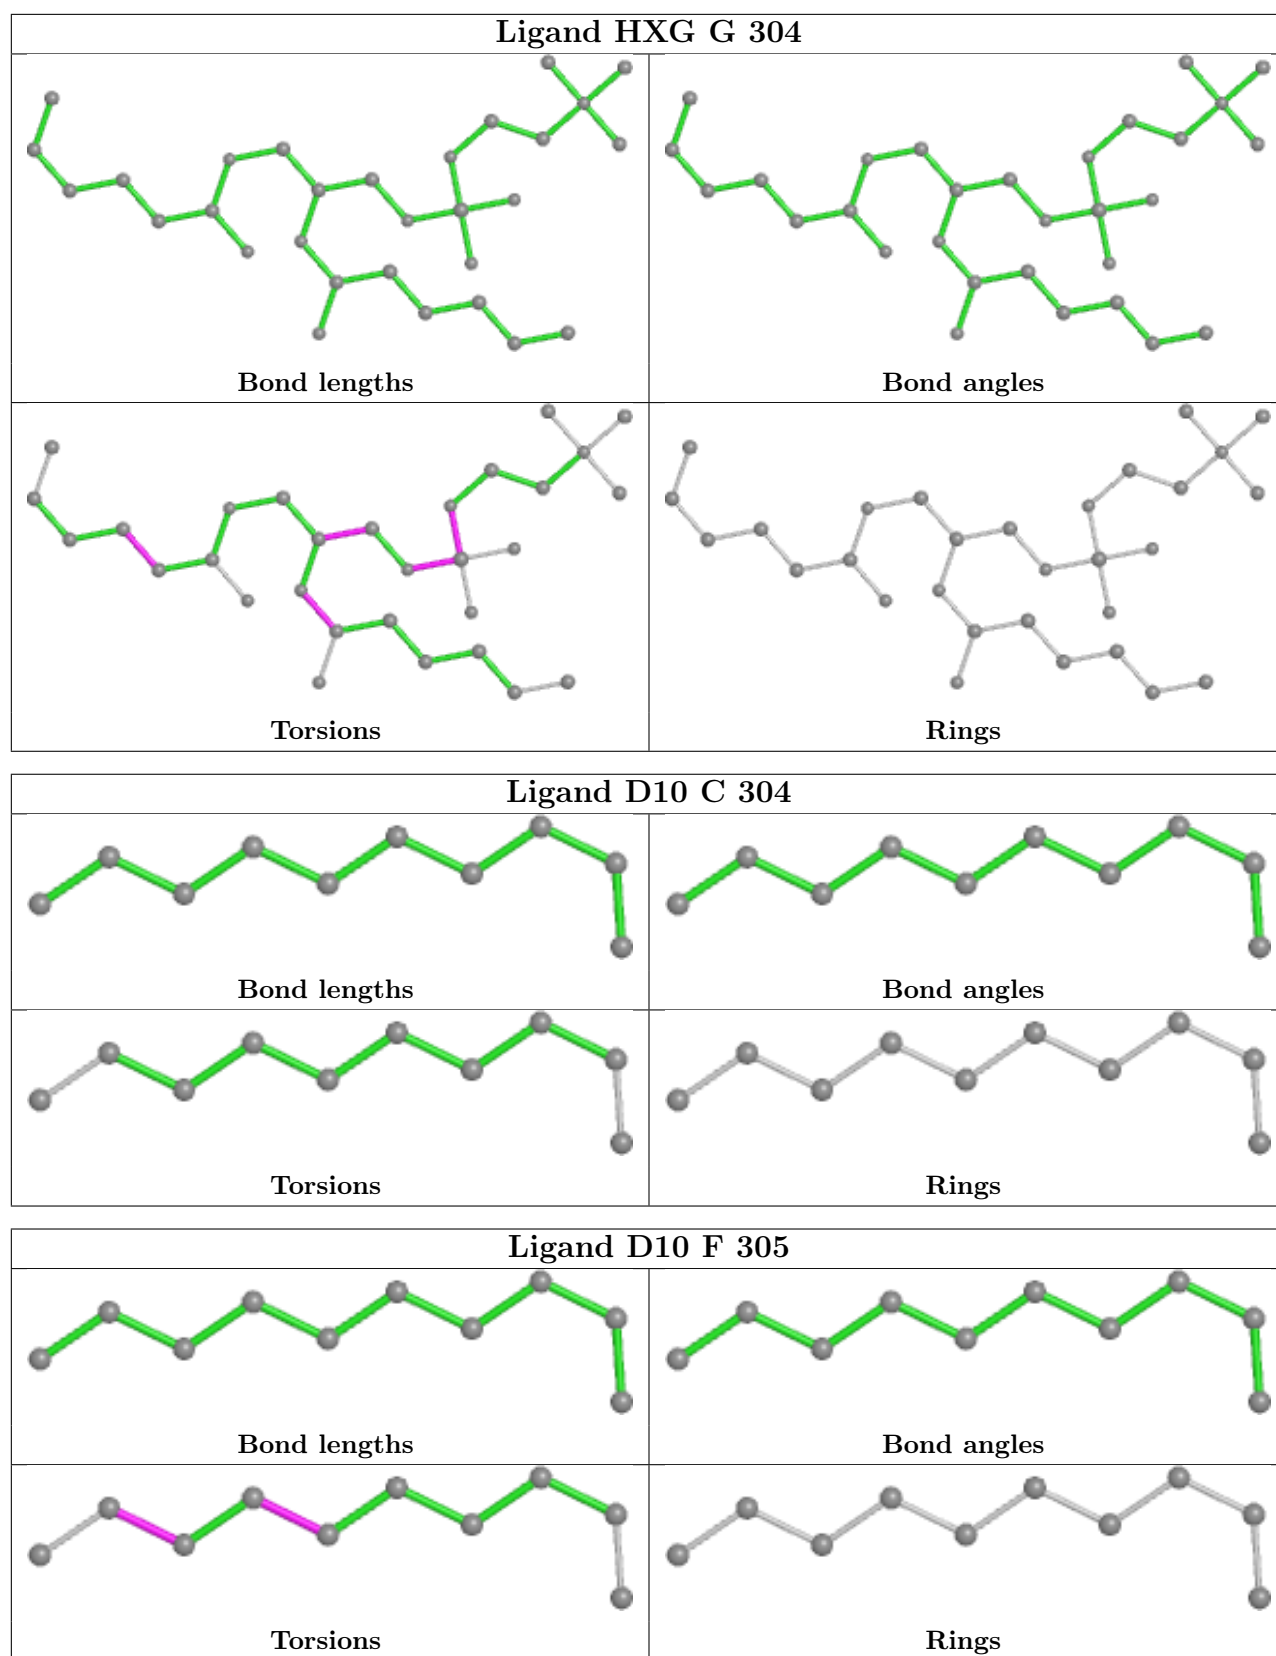 Ligand HXG G 304
Bond lengths
Bond angles
Torsions
Rings
Ligand D10 C 304
Bond lengths
Bond angles
Torsions
Rings
Ligand D10 F 305
Bond lengths
Bond angles
Torsions
Rings